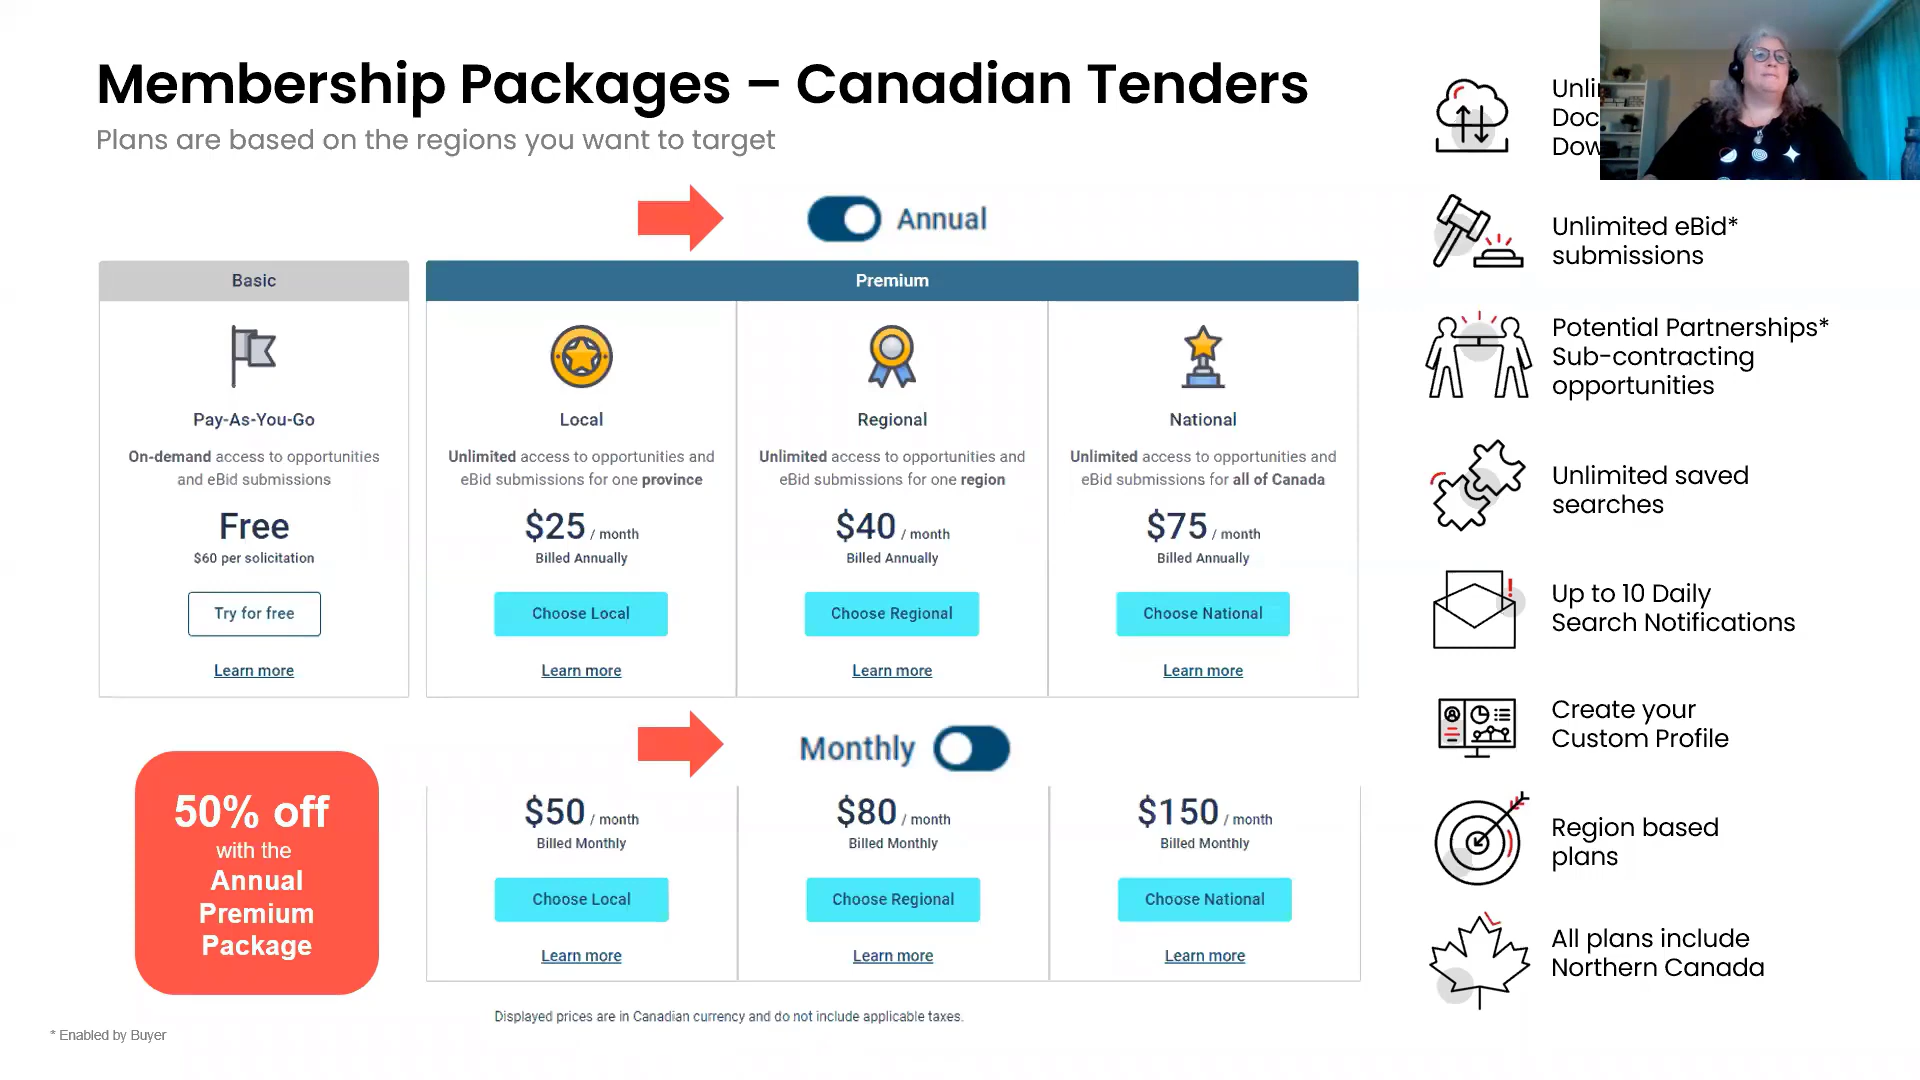 Membership Packages – Canadian Tenders
Plans are based on the regions you want to target
Annual
Basic
Pay-As-You-Go
On-demand access to opportunities
and eBid submissions
Free
$60 per solicitation
Try for free
Learn more
Premium
Local
Unlimited access to opportunities and
eBid submissions for one province
$25 / month
Billed Annually
Choose Local
Learn more
Regional
Unlimited access to opportunities and
eBid submissions for one region
$40 / month
Billed Annually
Choose Regional
Learn more
National
Unlimited access to opportunities and
eBid submissions for all of Canada
$75 / month
Billed Annually
Choose National
Learn more
Monthly
$50 / month
Billed Monthly
Choose Local
Learn more
$80 / month
Billed Monthly
Choose Regional
Learn more
$150 / month
Billed Monthly
Choose National
Learn more
50% off
with the
Annual
Premium
Package
Displayed prices are in Canadian currency and do not include applicable taxes.
* Enabled by Buyer
Unlimited eBid*
submissions
Potential Partnerships*
Sub-contracting
opportunities
Unlimited saved
searches
Up to 10 Daily
Search Notifications
Create your
Custom Profile
Region based
plans
All plans include
Northern Canada